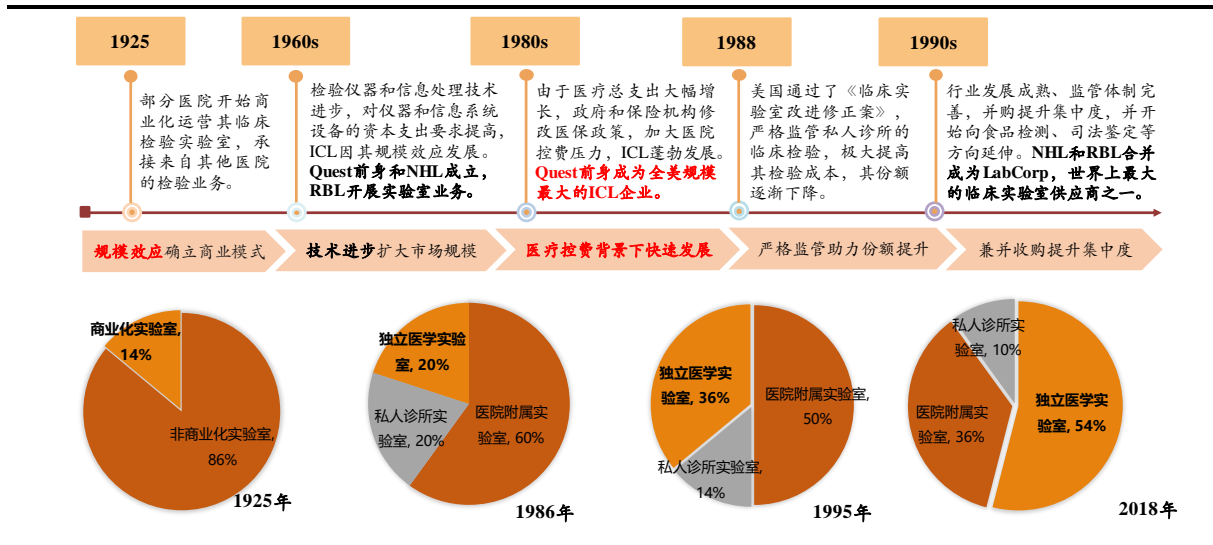 1925
1960s
1980s
1988
1990s
部分医院开始商
业化运营其临床
检验实验室，承
接来自其他医院
的检验业务。
检验仪器和信息处理技术
进步，对仪器和信息系统
设备的资本支出要求提高，
ICL因其规模效应发展。
Quest前身和NHL成立，
RBL开展实验室业务。
由于医疗总支出大幅增
长，政府和保险机构修
改医保政策，加大医院
控费压力，ICL蓬勃发展。
Quest前身成为全美规模
最大的ICL企业。
美国通过了《临床实
验室改进修正案》，
严格监管私人诊所的
临床检验，极大提高
其检验成本，其份额
逐渐下降。
行业发展成熟、监管体制完
善，并购提升集中度，并开
始向食品检测、司法鉴定等
方向延伸。NHL和RBL合并
成为LabCorp，世界上最大
的临床实验室供应商之一。
规模效应确立商业模式
技术进步扩大市场规模
医疗控费背景下快速发展
严格监管助力份额提升
兼并收购提升集中度
商业化实验室,
14%
非商业化实验室,
86%
1925年
独立医学实验
室, 20%
私人诊所实
验室, 20%
医院附属实
验室, 60%
1986年
独立医学实
验室, 36%
医院附属实验室,
50%
私人诊所实验室,
14%
1995年
私人诊所实
验室, 10%
医院附属实
验室, 36%
独立医学实
验室, 54%
2018年